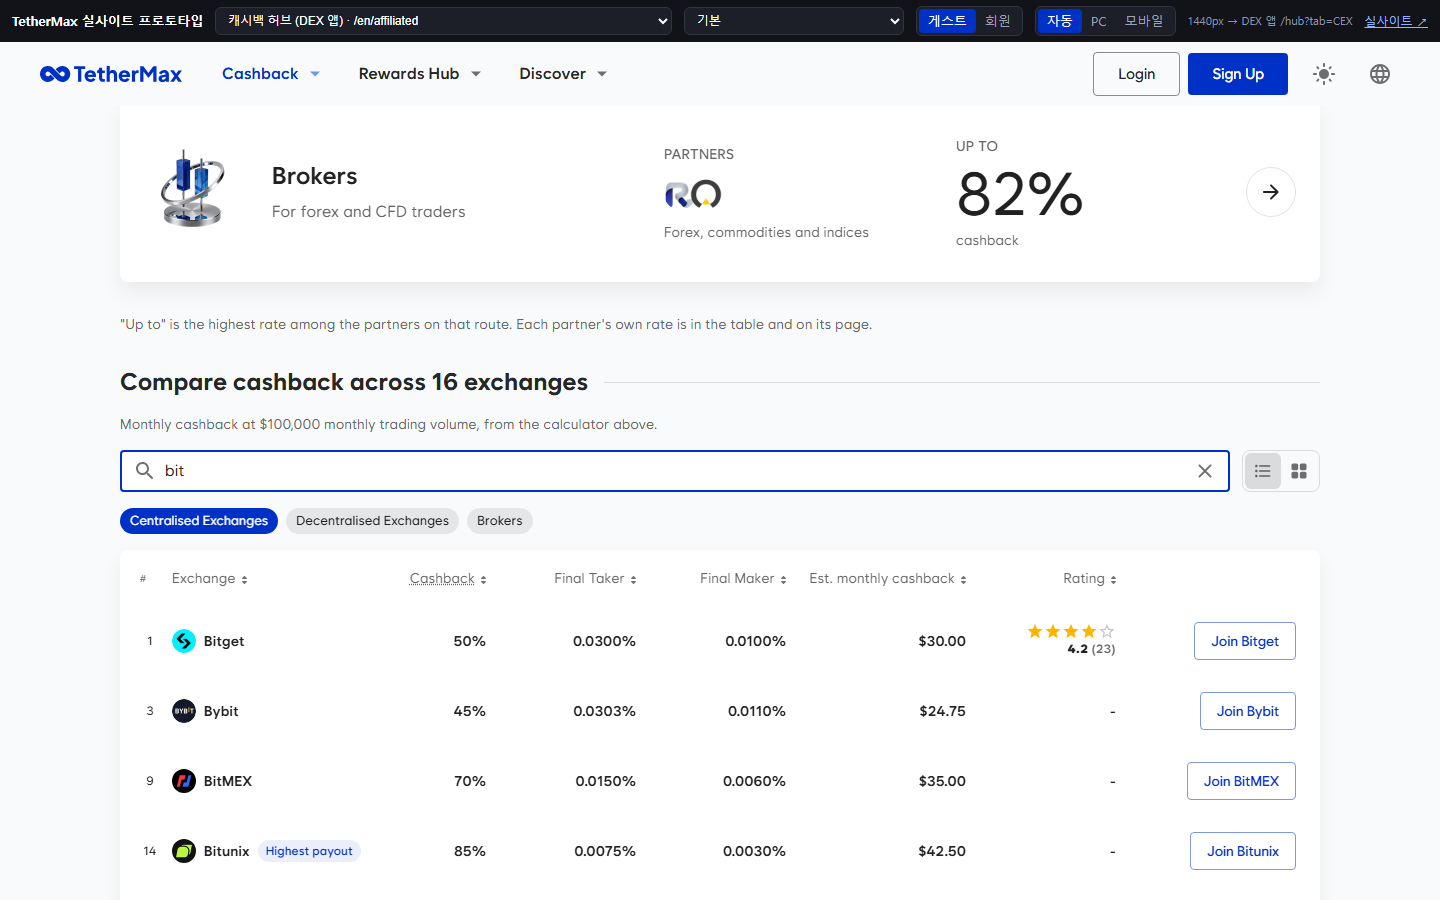 TetherMax 실사이트 프로토타입 캐시백 허브 (DEX 앱) · /en/affiliated 기본 게스트 회원 자동 PC 모바일 1440px → DEX 앱 /hub?tab=CEX 실사이트 ↗
TetherMax Cashback Rewards Hub Discover Login Sign Up
Brokers
For forex and CFD traders
PARTNERS
Forex, commodities and indices
UP TO
82%
cashback
"Up to" is the highest rate among the partners on that route. Each partner's own rate is in the table and on its page.
Compare cashback across 16 exchanges
Monthly cashback at $100,000 monthly trading volume, from the calculator above.
bit
Centralised Exchanges Decentralised Exchanges Brokers
# Exchange Cashback Final Taker Final Maker Est. monthly cashback Rating
1 Bitget 50% 0.0300% 0.0100% $30.00 4.2 (23) Join Bitget
3 BYBIT Bybit 45% 0.0303% 0.0110% $24.75 - Join Bybit
9 BitMEX 70% 0.0150% 0.0060% $35.00 - Join BitMEX
14 Bitunix Highest payout 85% 0.0075% 0.0030% $42.50 - Join Bitunix